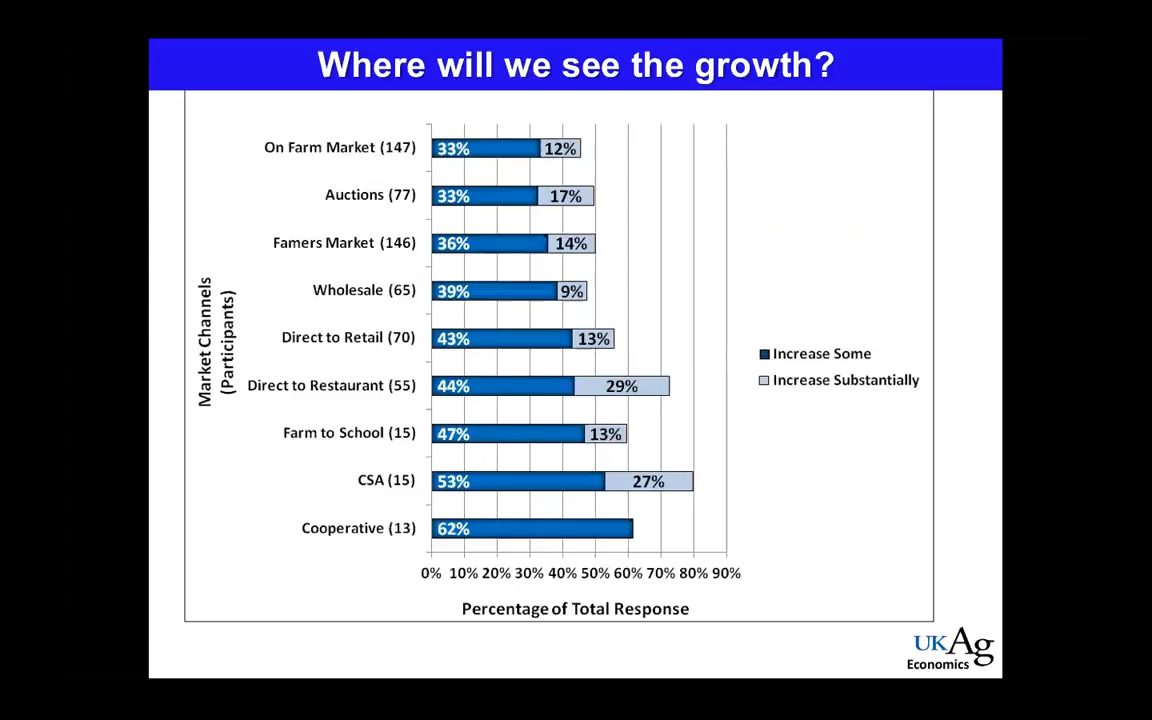 Where will we see the growth?
On Farm Market (147) 33% 12%
Auctions (77) 33% 17%
Famers Market (146) 36% 14%
Wholesale (65) 39% 9%
Direct to Retail (70) 43% 13%
Direct to Restaurant (55) 44% 29%
Farm to School (15) 47% 13%
CSA (15) 53% 27%
Cooperative (13) 62%
Market Channels
(Participants)
0% 10% 20% 30% 40% 50% 60% 70% 80% 90%
Percentage of Total Response
Increase Some
Increase Substantially
UKAg
Economics